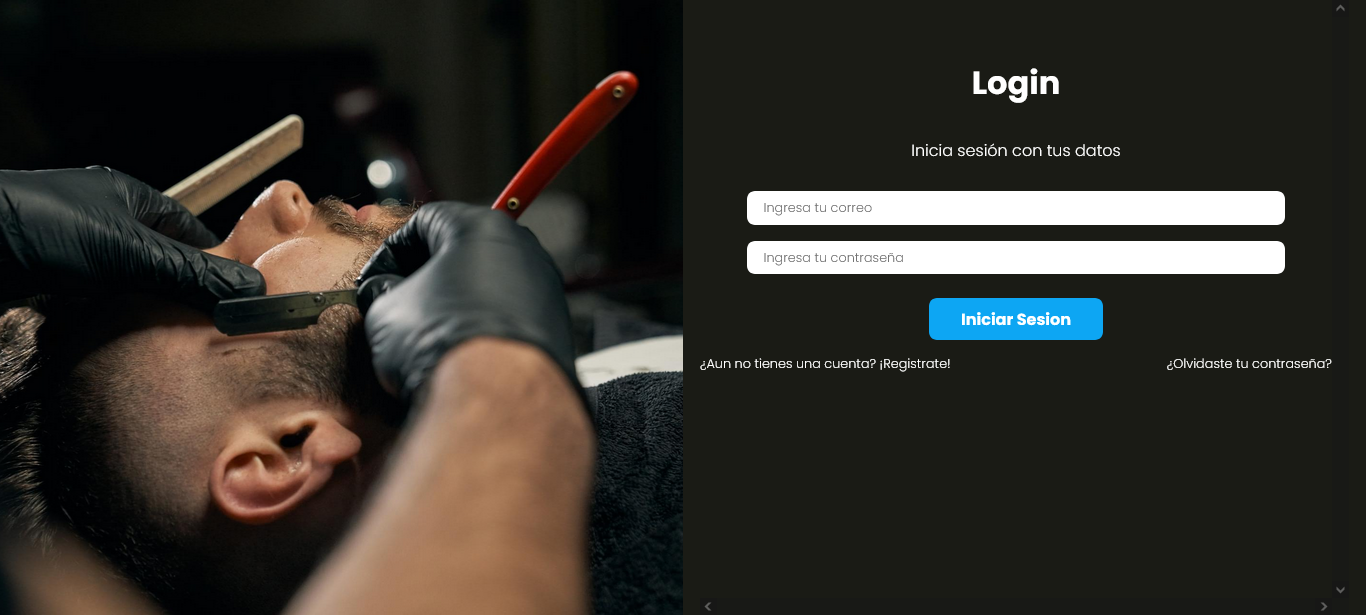 Login
Inicia sesión con tus datos
Ingresa tu correo
Ingresa tu contraseña
Iniciar Sesion
¿Aun no tienes una cuenta? ¡Registrate!
¿Olvidaste tu contraseña?